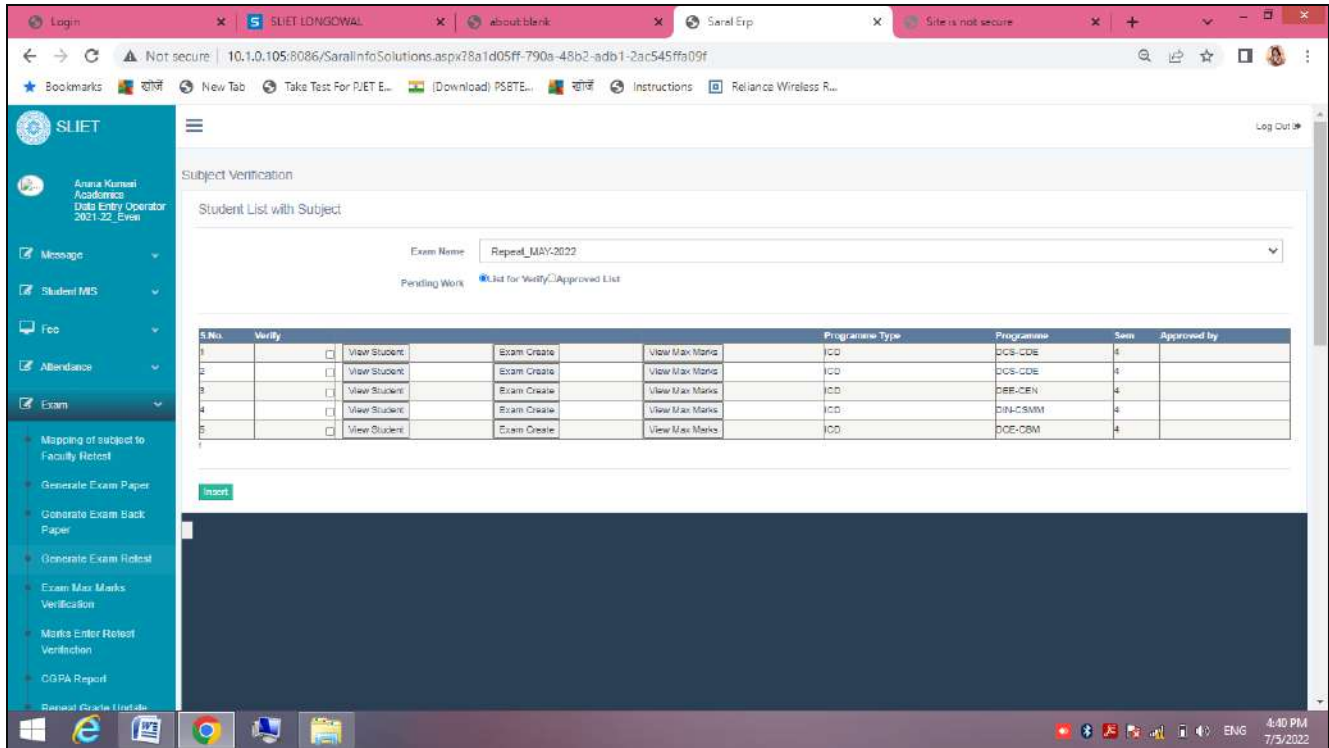 Login
SLIET LONGOWAL
about:blank
Saral Erp
Site is not secure
Not secure | 10.1.0.105:8086/SaralInfoSolutions.aspx?8a1d05ff-790a-48b2-adb1-2ac545ffa09f
Bookmarks खोजें New Tab Take Test For PJET E... (Download) PSBTE... खोजें Instructions Reliance Wireless R...
SLIET
Log Out
Aruna Kumari
Academics
Data Entry Operator
2021-22_Even
Message
Student MIS
Fee
Attendance
Exam
Mapping of subject to
Faculty Retest
Generate Exam Paper
Generate Exam Back
Paper
Generate Exam Retest
Exam Max Marks
Verification
Marks Enter Retest
Verifiaction
CGPA Report
Repeat Grade Update
Subject Verification
Student List with Subject
Exam Name Repeat_MAY-2022
Pending Work List for Verify Approved List
S.No. Verify Programme Type Programme Sem Approved by
1 View Student Exam Create View Max Marks ICD DCS-CDE 4
2 View Student Exam Create View Max Marks ICD DCS-CDE 4
3 View Student Exam Create View Max Marks ICD DEE-CEN 4
4 View Student Exam Create View Max Marks ICD DIN-CSMM 4
5 View Student Exam Create View Max Marks ICD DCE-CBM 4
Insert
ENG
4:40 PM
7/5/2022